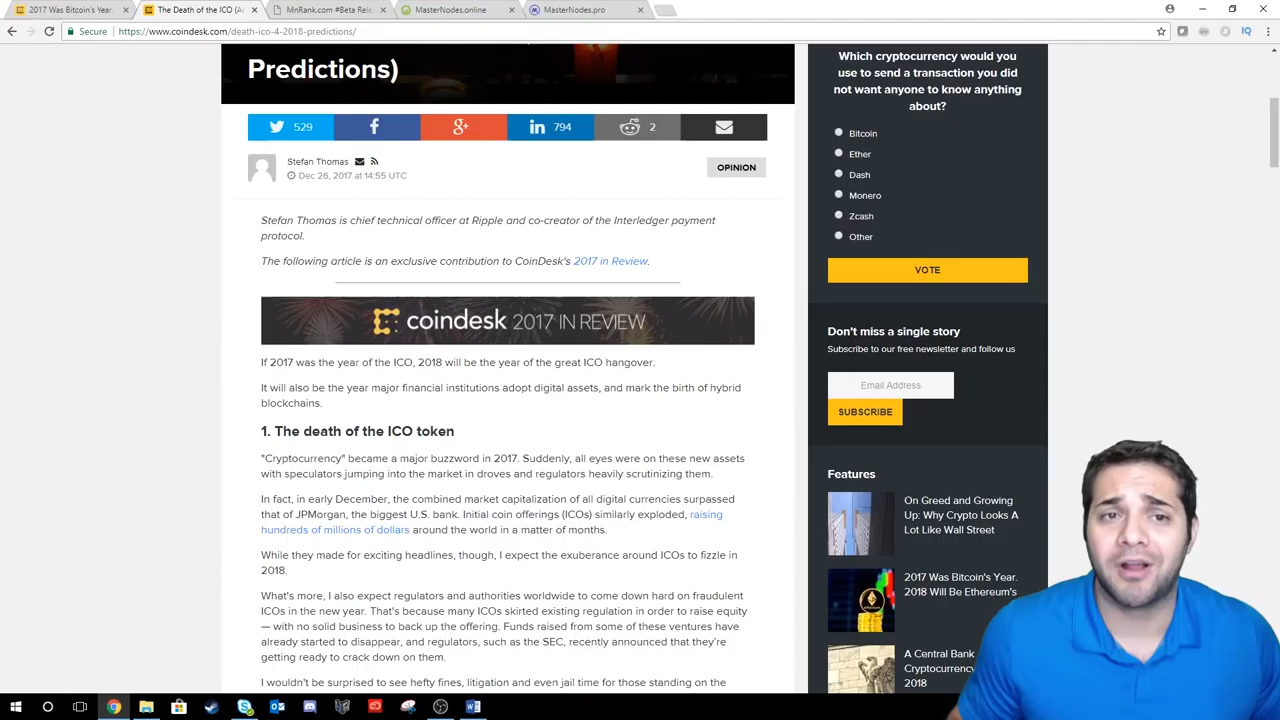 2017 Was Bitcoin's Year.
The Death of the ICO (A
MnRank.com #Beta Rele
MasterNodes.online
MasterNodes.pro
Secure
https://www.coindesk.com/death-ico-4-2018-predictions/
Predictions)
529
794
2
Stefan Thomas
Dec 26, 2017 at 14:55 UTC
OPINION
Stefan Thomas is chief technical officer at Ripple and co-creator of the Interledger payment
protocol.
The following article is an exclusive contribution to CoinDesk's 2017 in Review.
coindesk 2017 IN REVIEW
If 2017 was the year of the ICO, 2018 will be the year of the great ICO hangover.
It will also be the year major financial institutions adopt digital assets, and mark the birth of hybrid
blockchains.
1. The death of the ICO token
"Cryptocurrency" became a major buzzword in 2017. Suddenly, all eyes were on these new assets
with speculators jumping into the market in droves and regulators heavily scrutinizing them.
In fact, in early December, the combined market capitalization of all digital currencies surpassed
that of JPMorgan, the biggest U.S. bank. Initial coin offerings (ICOs) similarly exploded, raising
hundreds of millions of dollars around the world in a matter of months.
While they made for exciting headlines, though, I expect the exuberance around ICOs to fizzle in
2018.
What's more, I also expect regulators and authorities worldwide to come down hard on fraudulent
ICOs in the new year. That's because many ICOs skirted existing regulation in order to raise equity
— with no solid business to back up the offering. Funds raised from some of these ventures have
already started to disappear, and regulators, such as the SEC, recently announced that they're
getting ready to crack down on them.
I wouldn't be surprised to see hefty fines, litigation and even jail time for those standing on the
Which cryptocurrency would you
use to send a transaction you did
not want anyone to know anything
about?
Bitcoin
Ether
Dash
Monero
Zcash
Other
VOTE
Don't miss a single story
Subscribe to our free newsletter and follow us
Email Address
SUBSCRIBE
Features
On Greed and Growing
Up: Why Crypto Looks A
Lot Like Wall Street
2017 Was Bitcoin's Year.
2018 Will Be Ethereum's
A Central Bank
Cryptocurrency
2018